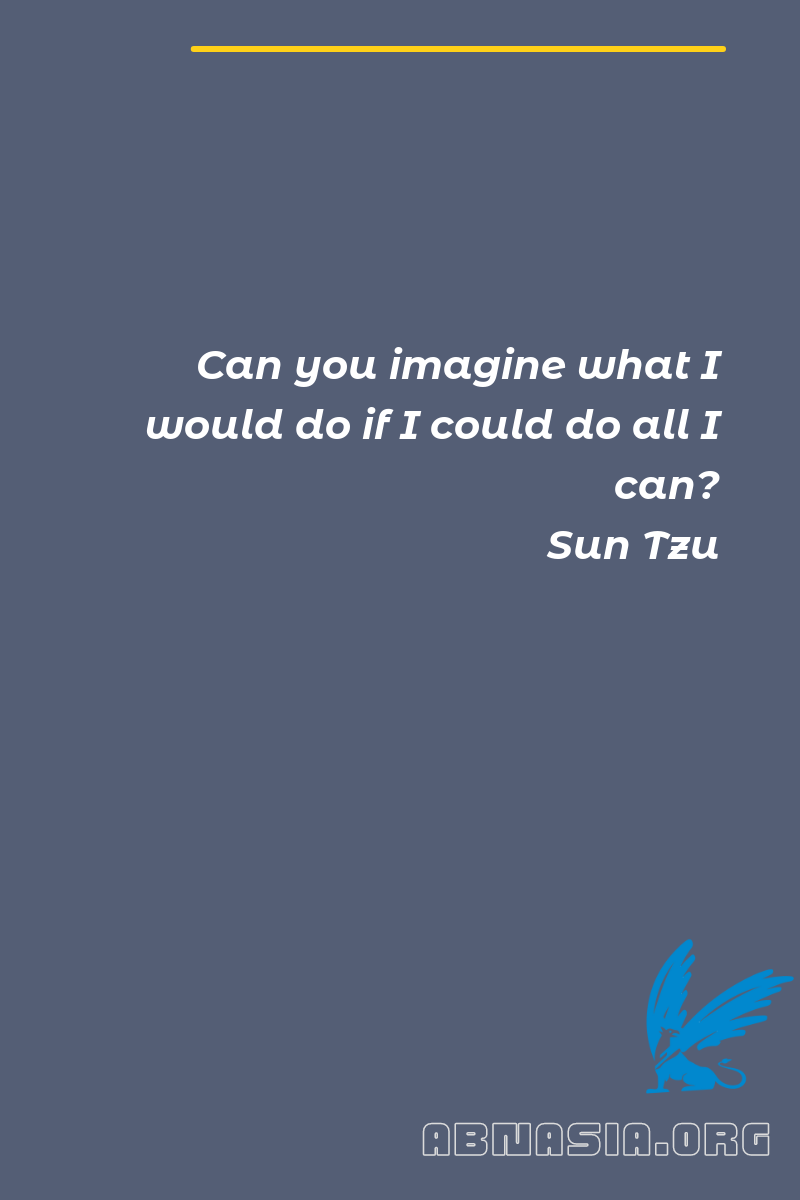 Can you imagine what I
would do if I could do all I
can?
Sun Tzu
ABNASIA.ORG